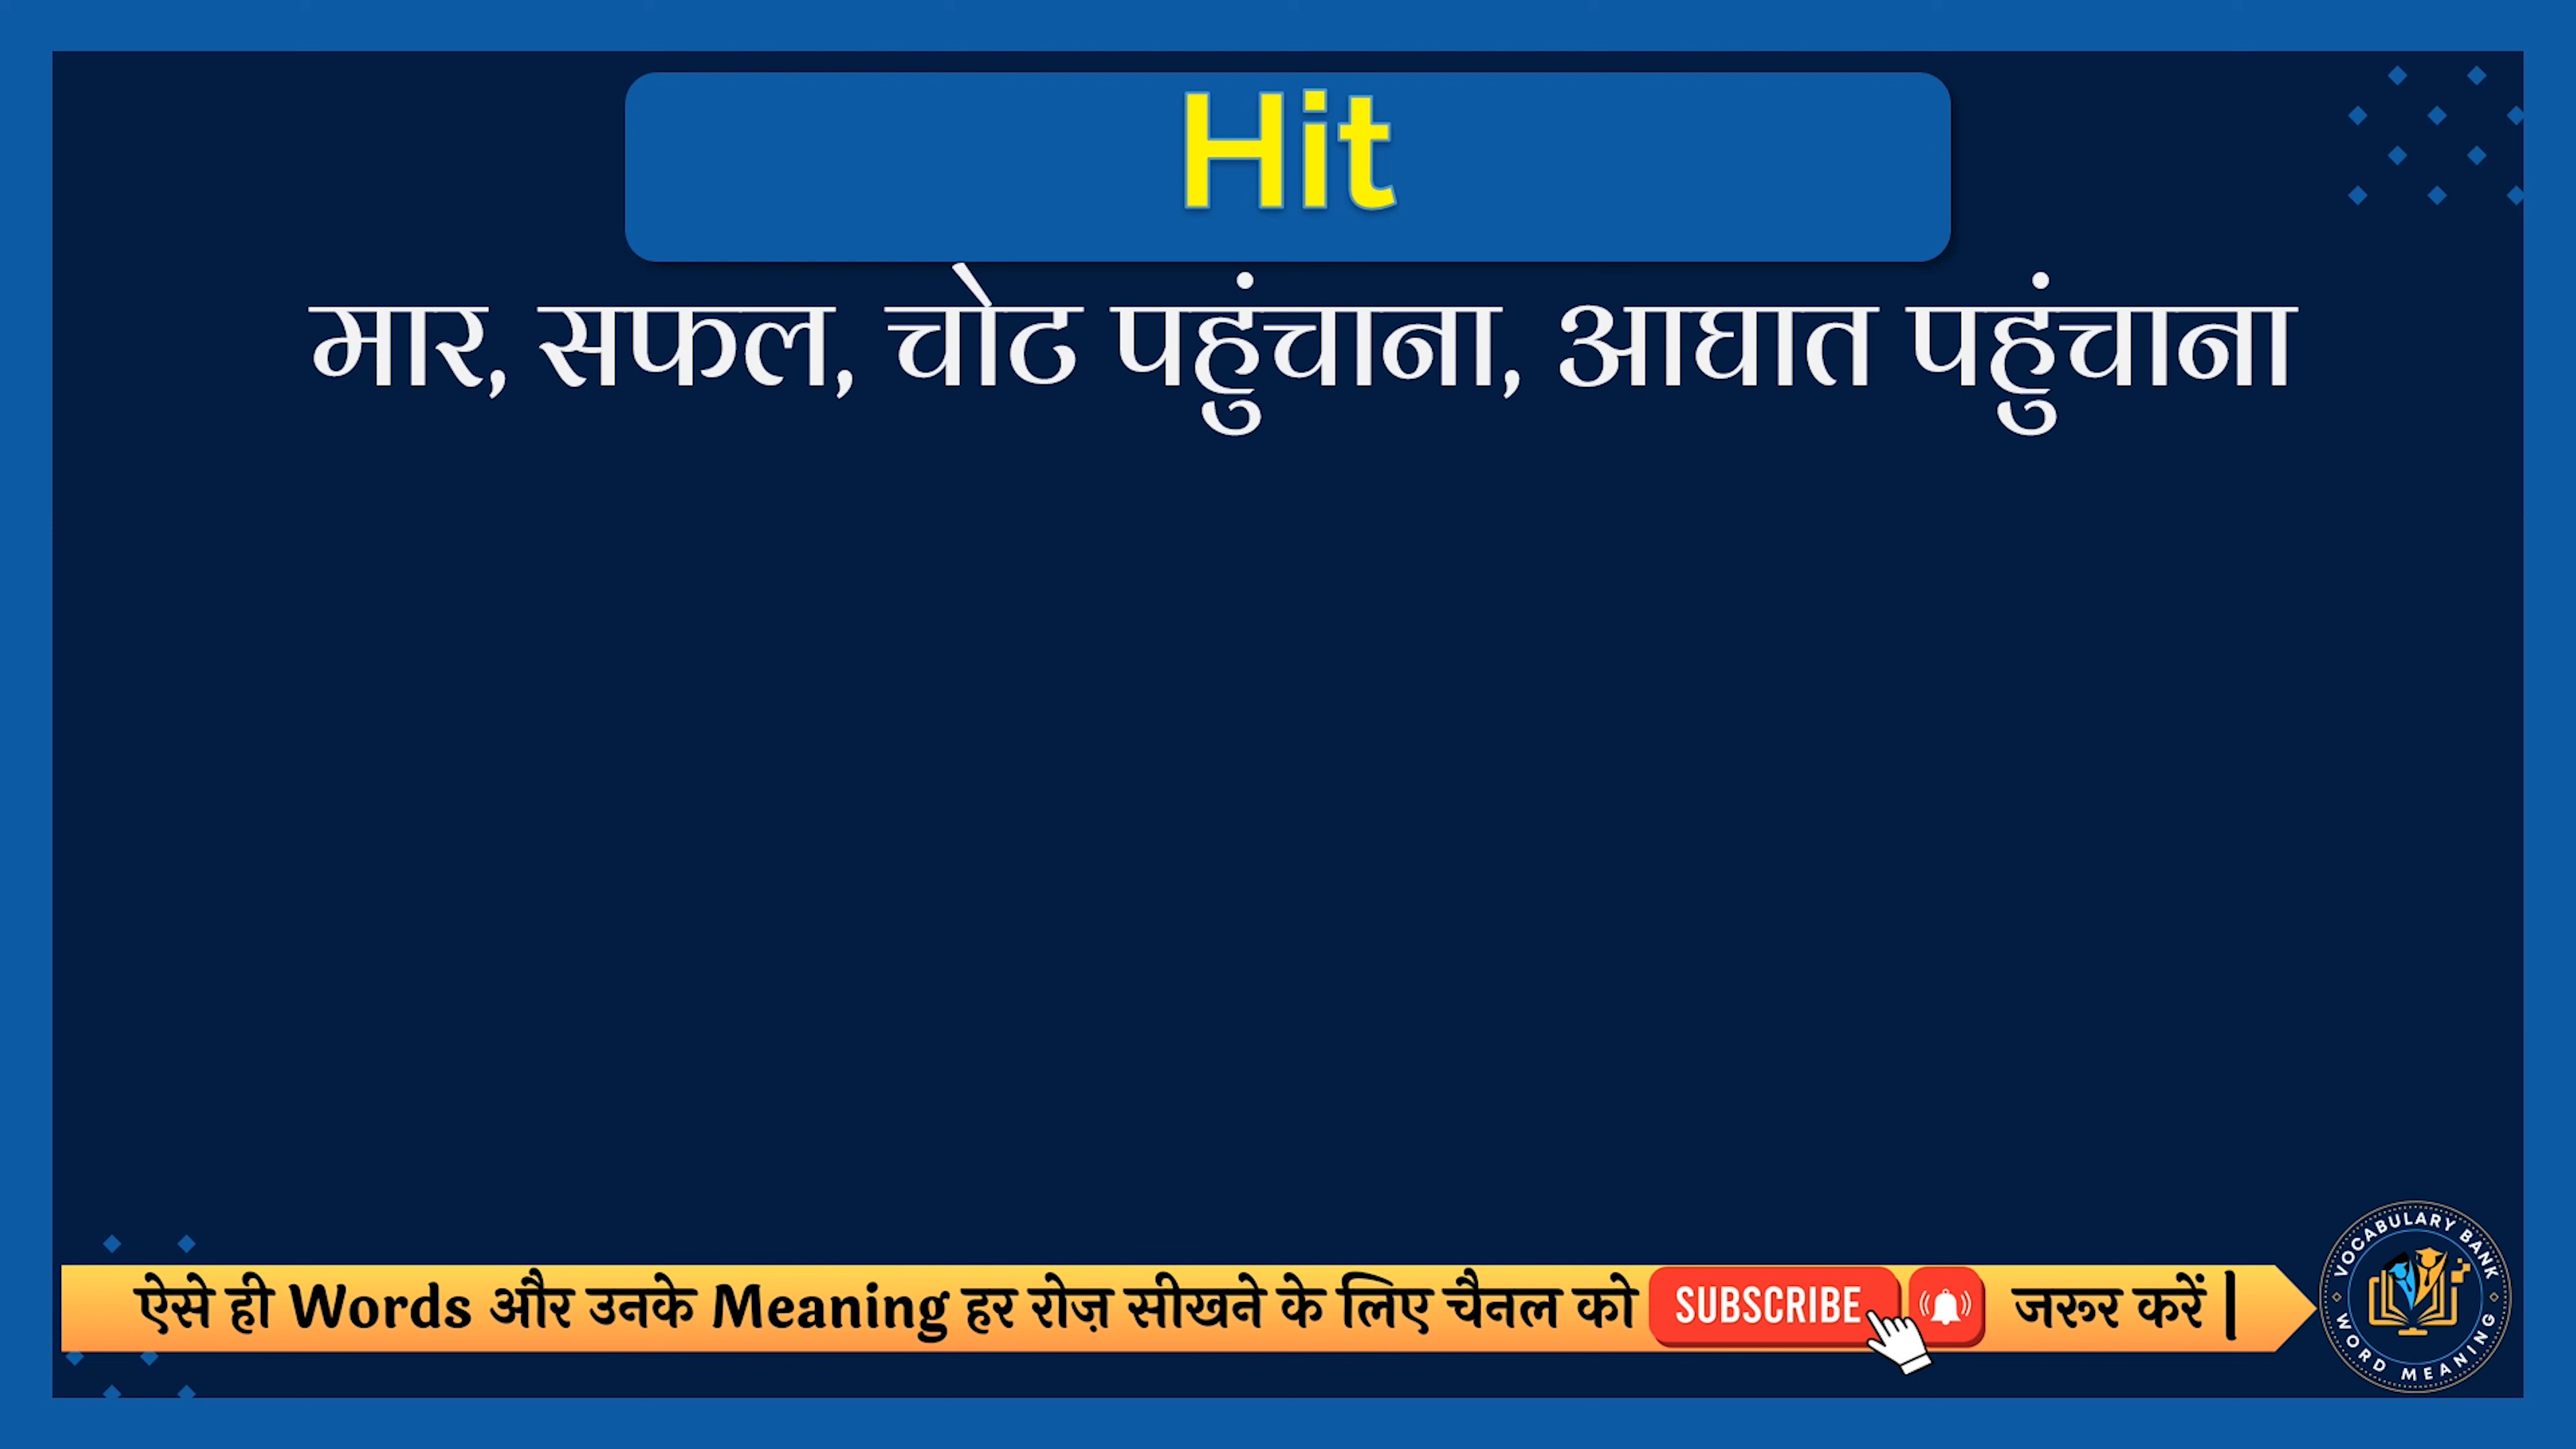 Hit
मार, सफल, चोट पहुंचाना, आघात पहुंचाना
ऐसे ही Words और उनके Meaning हर रोज़ सीखने के लिए चैनल को SUBSCRIBE जरूर करें |
VOCABULARY BANK
WORD MEANING